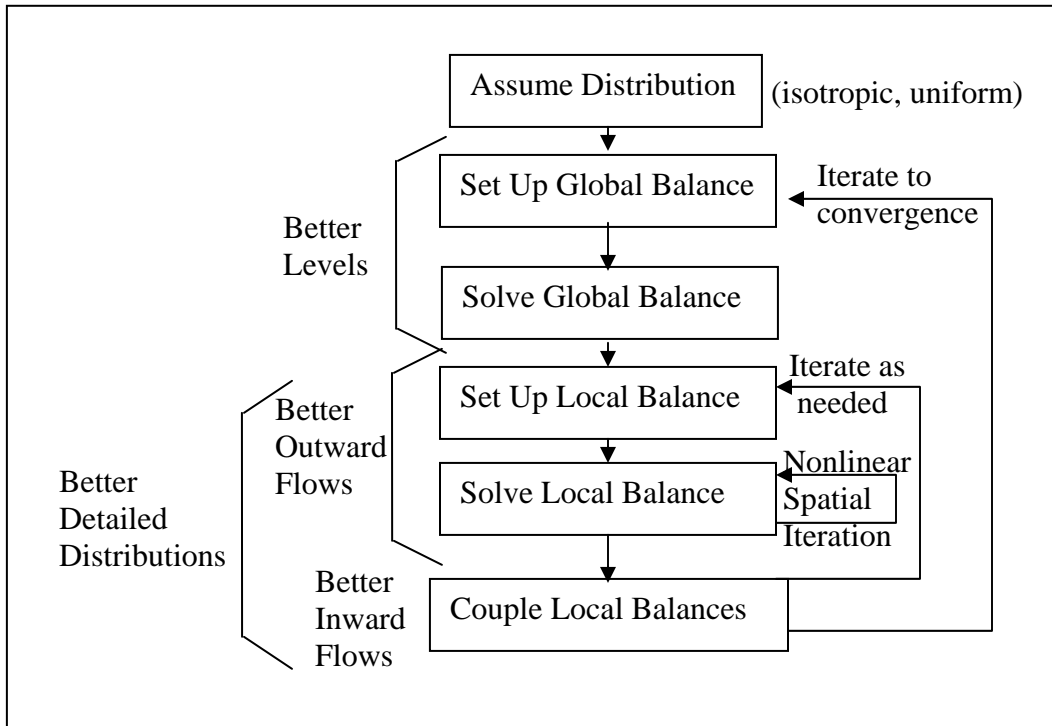 Assume Distribution
(isotropic, uniform)
Set Up Global Balance
Iterate to
convergence
Better
Levels
Solve Global Balance
Set Up Local Balance
Iterate as
needed
Better
Outward
Flows
Solve Local Balance
Nonlinear
Spatial
Iteration
Better
Detailed
Distributions
Better
Inward
Flows
Couple Local Balances